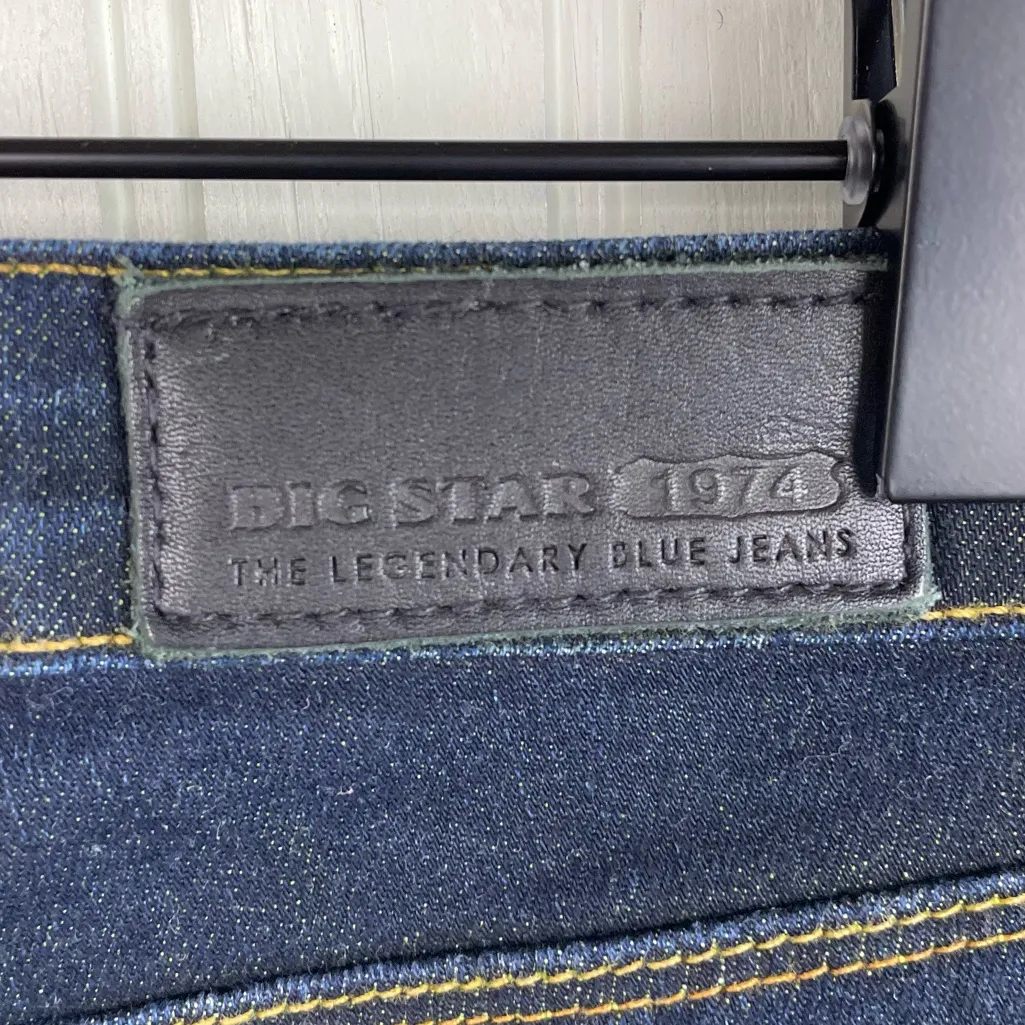 BIG STAR 1974
THE LEGENDARY BLUE JEANS